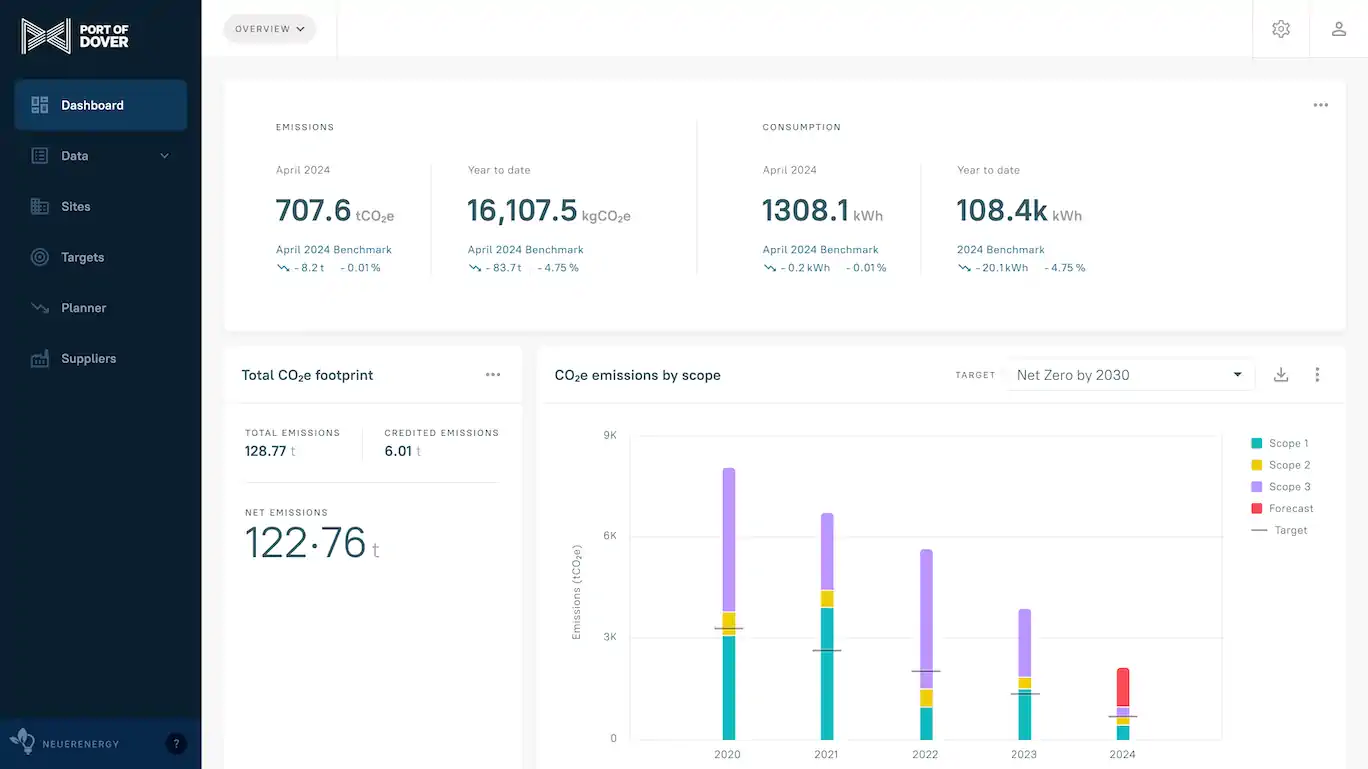 PORT OF
DOVER
OVERVIEW
Dashboard
Data
Sites
Targets
Planner
Suppliers
NEUERENERGY
?
EMISSIONS
April 2024
707.6 tCO₂e
April 2024 Benchmark
- 8.2 t - 0.01 %
Year to date
16,107.5 kgCO₂e
April 2024 Benchmark
- 83.7 t - 4.75 %
CONSUMPTION
April 2024
1308.1 kWh
April 2024 Benchmark
- 0.2 kWh - 0.01 %
Year to date
108.4k kWh
2024 Benchmark
- 20.1 kWh - 4.75 %
Total CO₂e footprint
TOTAL EMISSIONS
128.77 t
CREDITED EMISSIONS
6.01 t
NET EMISSIONS
122·76 t
CO₂e emissions by scope
TARGET Net Zero by 2030
Emissions (tCO₂e)
9K
6K
3K
0
2020 2021 2022 2023 2024
Scope 1
Scope 2
Scope 3
Forecast
Target